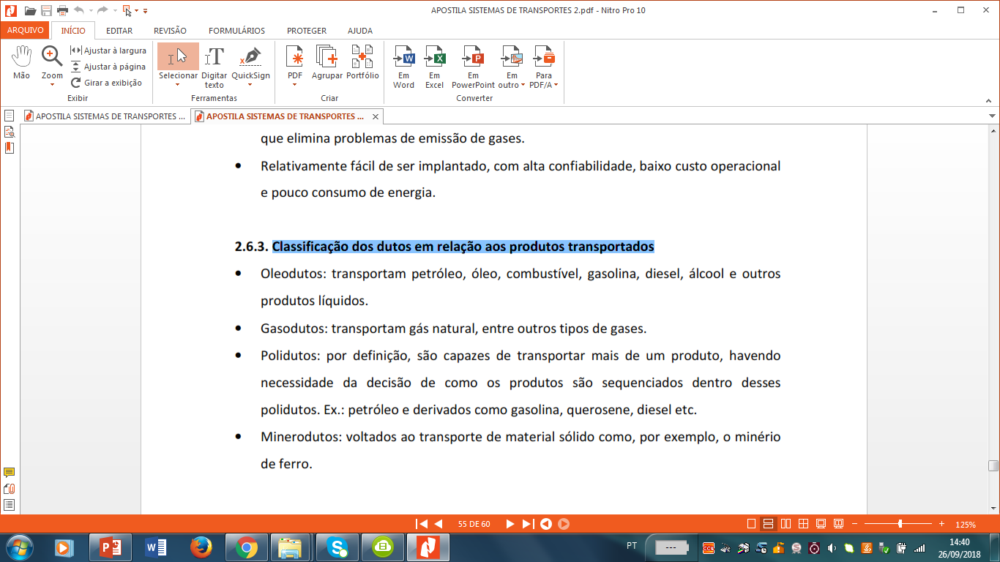 APOSTILA SISTEMAS DE TRANSPORTES 2.pdf - Nitro Pro 10
ARQUIVO INÍCIO EDITAR REVISÃO FORMULÁRIOS PROTEGER AJUDA
Mão
Zoom
Ajustar à largura
Ajustar à página
Girar a exibição
Exibir
Selecionar
Digitar
texto
QuickSign
Ferramentas
PDF
Agrupar
Portfólio
Criar
Em
Word
Em
Excel
Em
PowerPoint
Em
outro
Para
PDF/A
Converter
APOSTILA SISTEMAS DE TRANSPORTES ...
APOSTILA SISTEMAS DE TRANSPORTES ...
que elimina problemas de emissão de gases.
• Relativamente fácil de ser implantado, com alta confiabilidade, baixo custo operacional
e pouco consumo de energia.
2.6.3. Classificação dos dutos em relação aos produtos transportados
• Oleodutos: transportam petróleo, óleo, combustível, gasolina, diesel, álcool e outros
produtos líquidos.
• Gasodutos: transportam gás natural, entre outros tipos de gases.
• Polidutos: por definição, são capazes de transportar mais de um produto, havendo
necessidade da decisão de como os produtos são sequenciados dentro desses
polidutos. Ex.: petróleo e derivados como gasolina, querosene, diesel etc.
• Minerodutos: voltados ao transporte de material sólido como, por exemplo, o minério
de ferro.
55 DE 60
125%
PT
14:40
26/09/2018